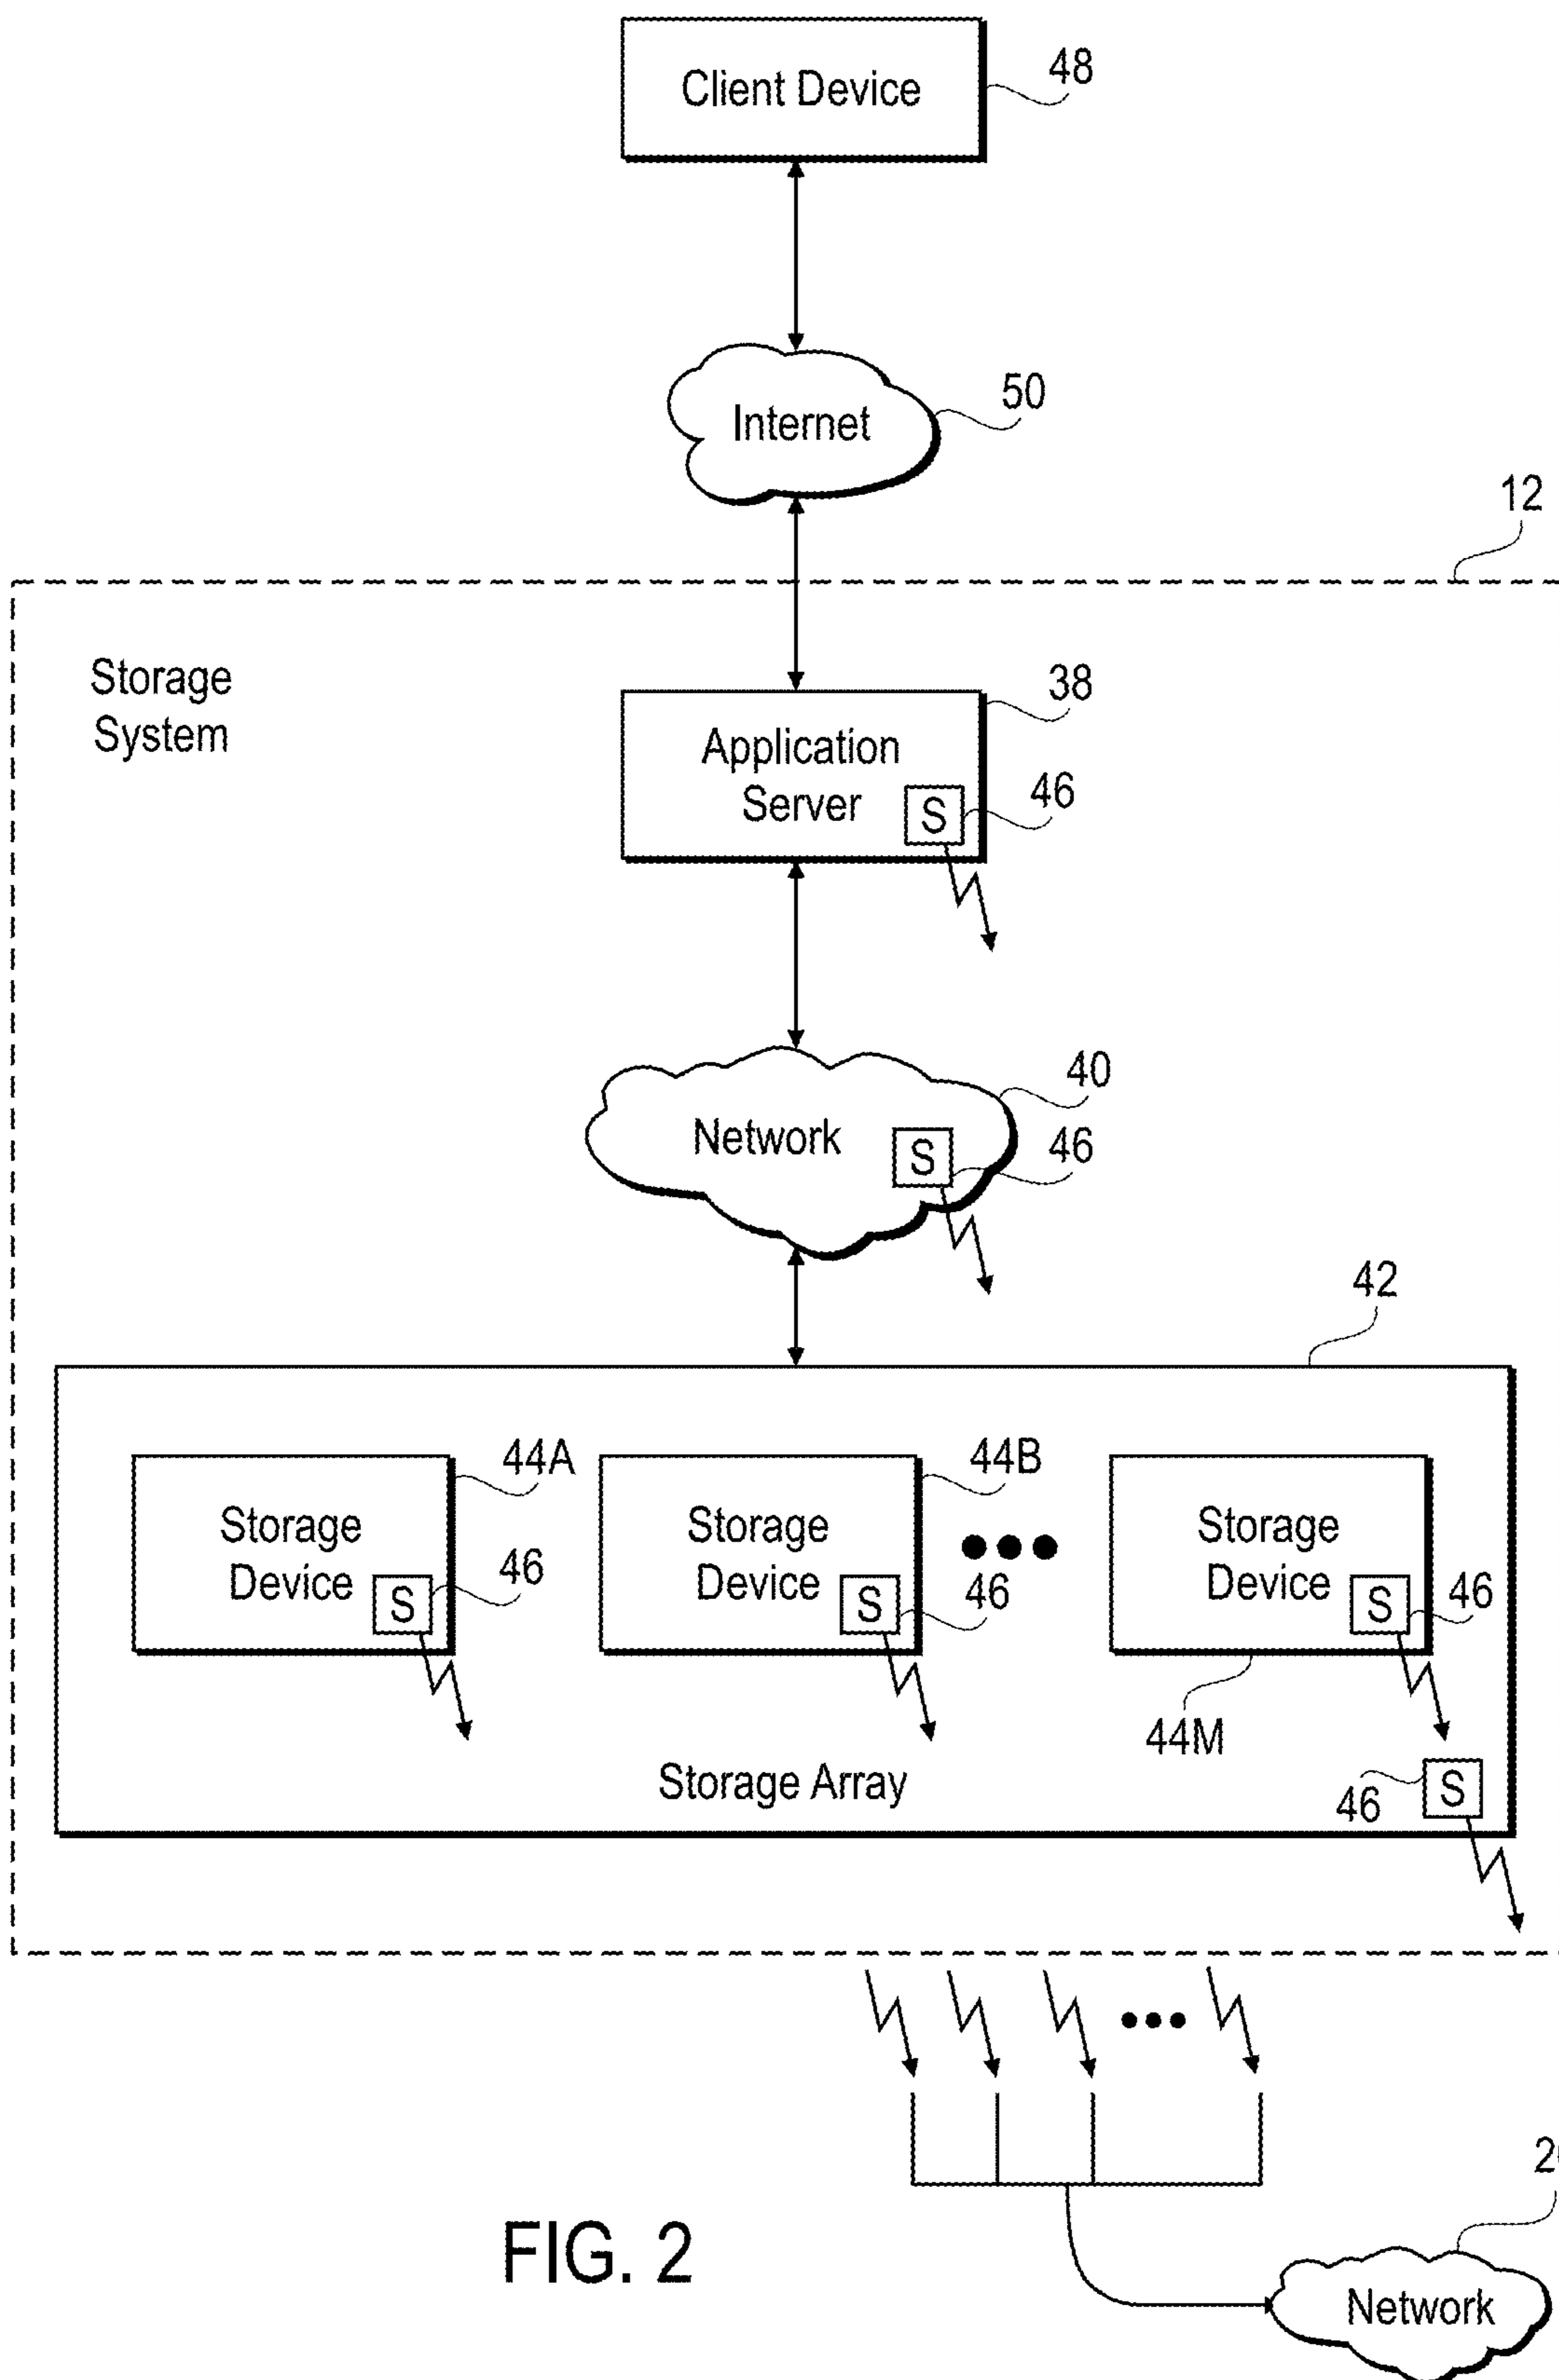 Client Device
48
Internet
50
12
Storage
System
38
Application
Server
S
46
40
Network
S
46
42
44A
44B
Storage
Device
S
46
Storage
Device
S
46
Storage
Device
S
46
44M
Storage Array
46
S
FIG. 2
Network